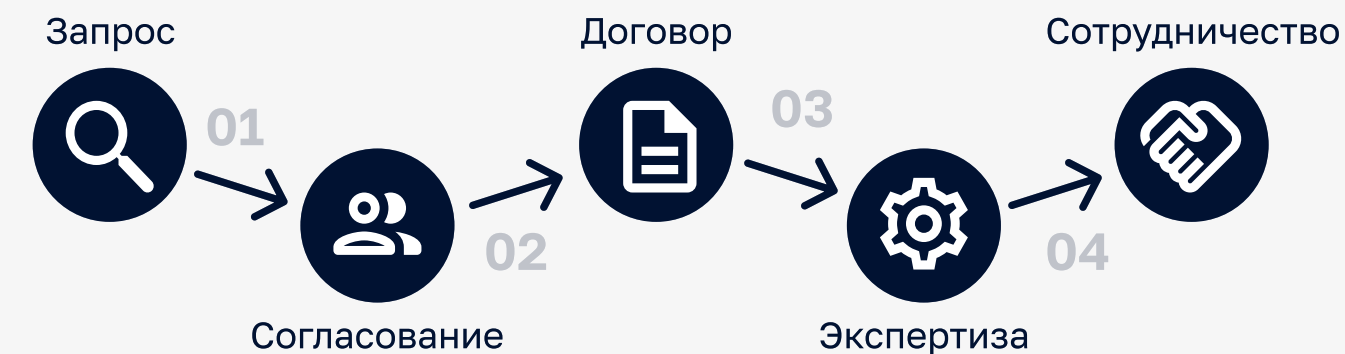 Запрос
01
Согласование
02
Договор
03
Экспертиза
04
Сотрудничество